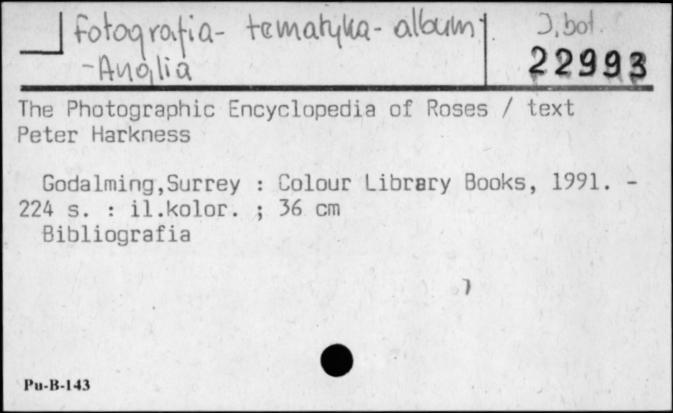 fotografia - tematyka - album
- Anglia
J. bot.
22993
The Photographic Encyclopedia of Roses / text
Peter Harkness
Godalming,Surrey : Colour Library Books, 1991. -
224 s. : il.kolor. ; 36 cm
Bibliografia
Pu-B-143